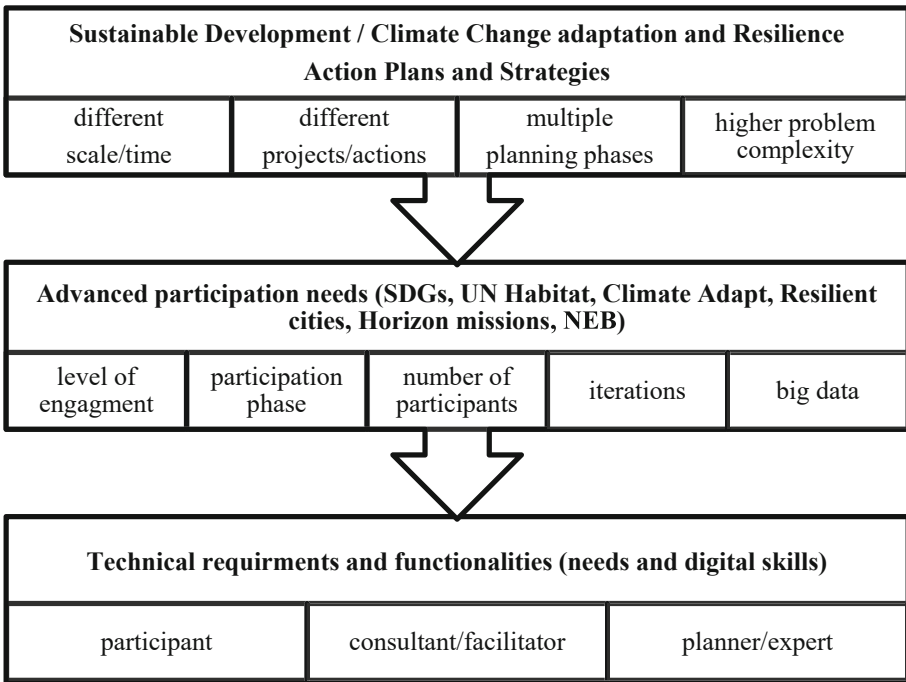 Sustainable Development / Climate Change adaptation and Resilience
Action Plans and Strategies
different
scale/time
different
projects/actions
multiple
planning phases
higher problem
complexity
Advanced participation needs (SDGs, UN Habitat, Climate Adapt, Resilient
cities, Horizon missions, NEB)
level of
engagment
participation
phase
number of
participants
iterations
big data
Technical requirments and functionalities (needs and digital skills)
participant
consultant/facilitator
planner/expert